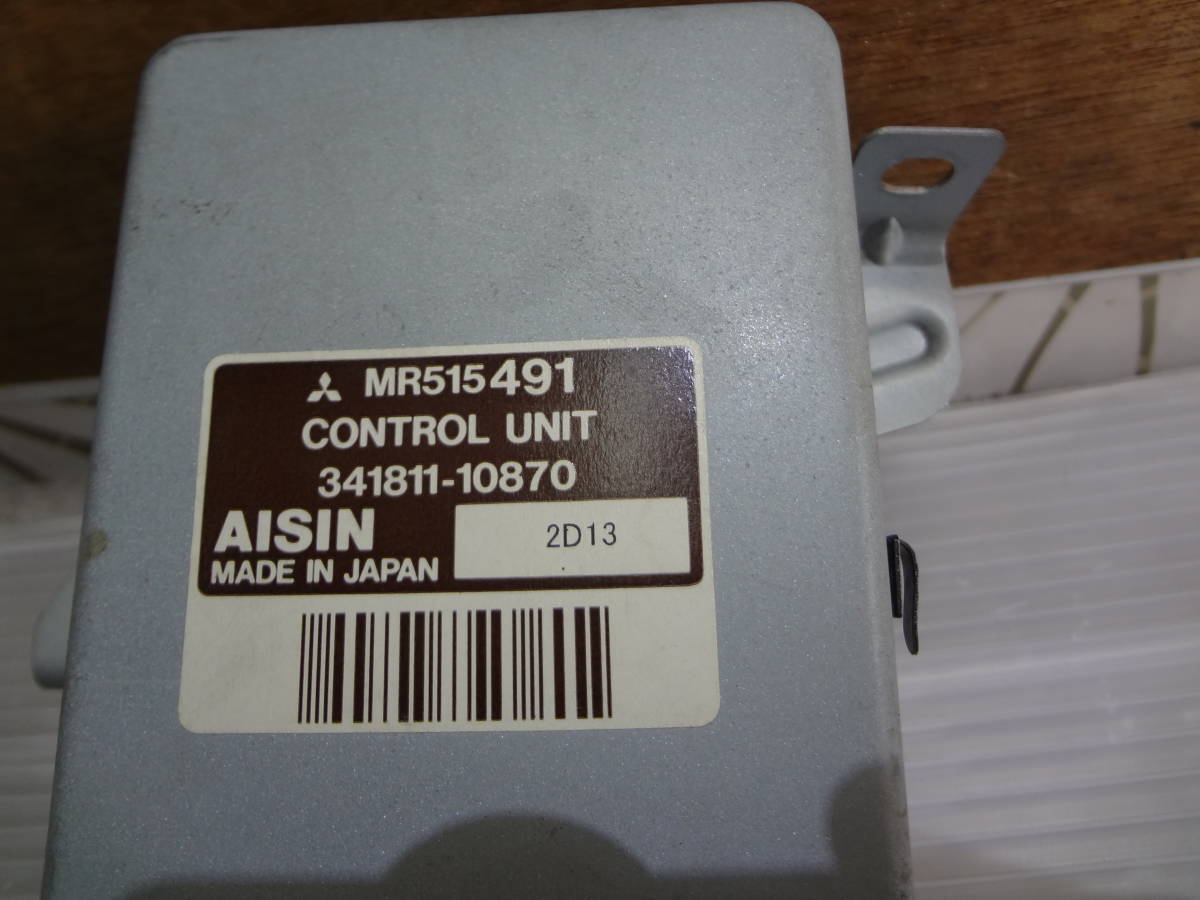 MR515491
CONTROL UNIT
341811-10870
AISIN
2D13
MADE IN JAPAN